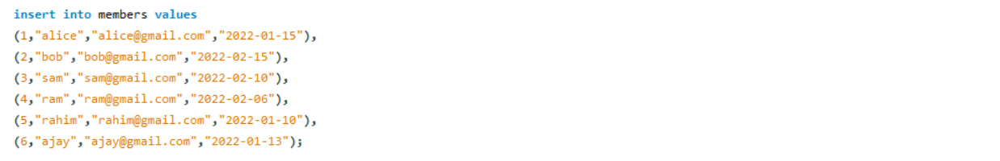 insert into members values
(1,"alice","alice@gmail.com","2022-01-15"),
(2,"bob","bob@gmail.com","2022-02-15"),
(3,"sam","sam@gmail.com","2022-02-10"),
(4,"ram","ram@gmail.com","2022-02-06"),
(5,"rahim","rahim@gmail.com","2022-01-10"),
(6,"ajay","ajay@gmail.com","2022-01-13");